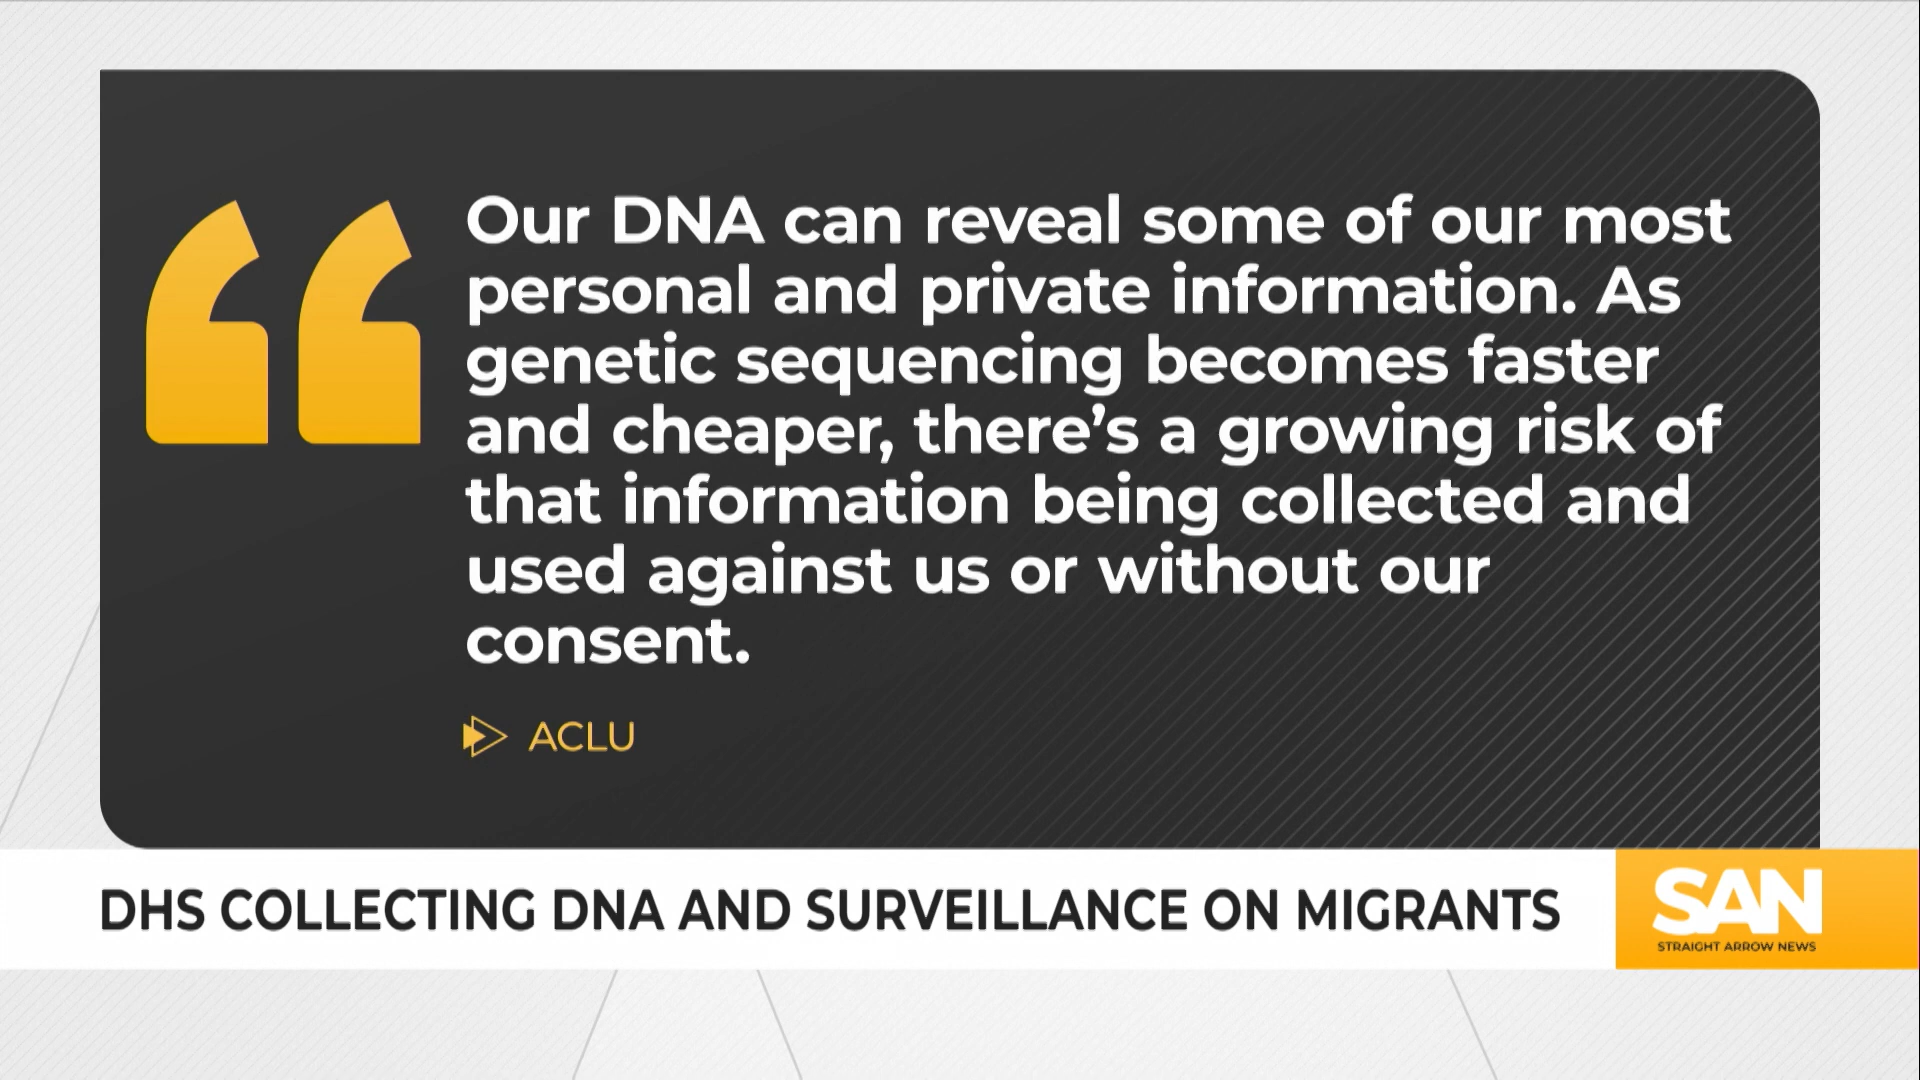 Our DNA can reveal some of our most
personal and private information. As
genetic sequencing becomes faster
and cheaper, there’s a growing risk of
that information being collected and
used against us or without our
consent.
ACLU
DHS COLLECTING DNA AND SURVEILLANCE ON MIGRANTS
SAN
STRAIGHT ARROW NEWS